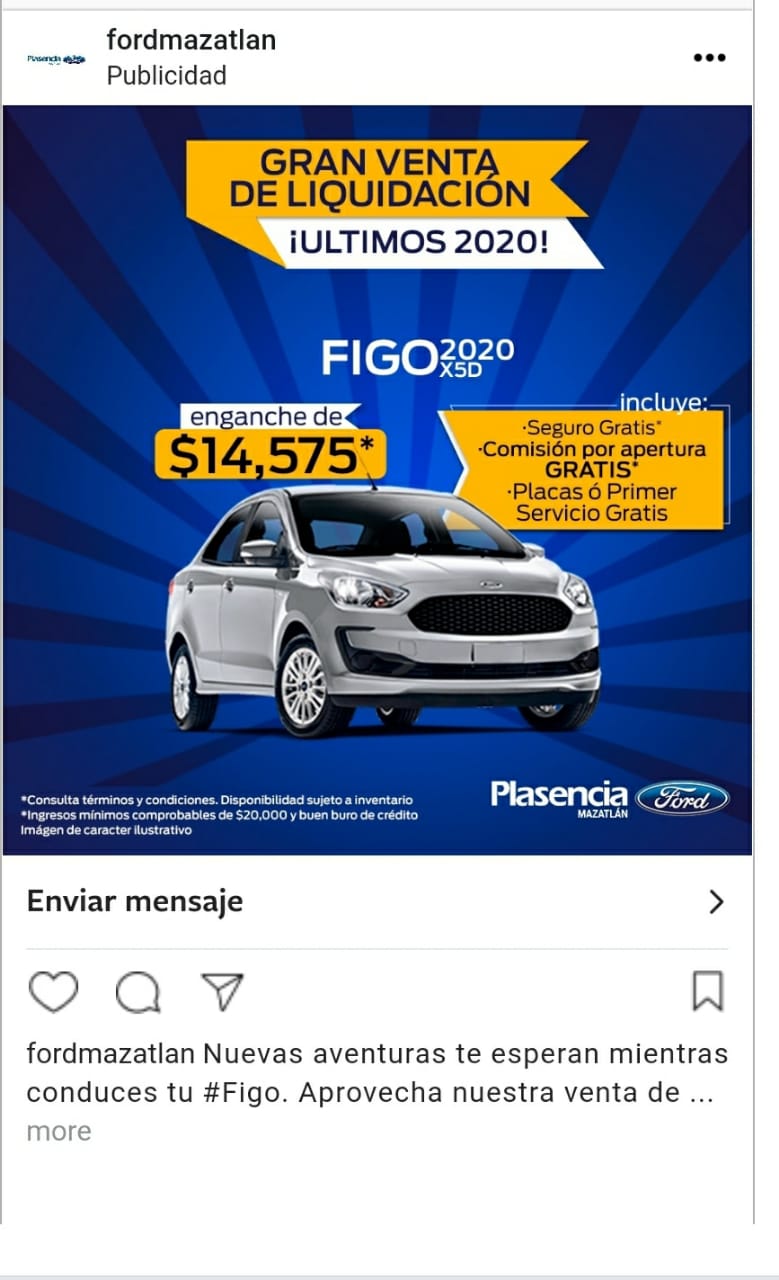 fordmazatlan
Publicidad
Plasencia
GRAN VENTA
DE LIQUIDACIÓN
¡ULTIMOS 2020!
FIGO 2020
X5D
enganche de
$14,575*
incluye:
·Seguro Gratis*
·Comisión por apertura
GRATIS*
·Placas ó Primer
Servicio Gratis
*Consulta términos y condiciones. Disponibilidad sujeto a inventario
*Ingresos mínimos comprobables de $20,000 y buen buro de crédito
Imágen de caracter ilustrativo
Plasencia Ford
MAZATLÁN
Enviar mensaje
fordmazatlan Nuevas aventuras te esperan mientras
conduces tu #Figo. Aprovecha nuestra venta de ...
more